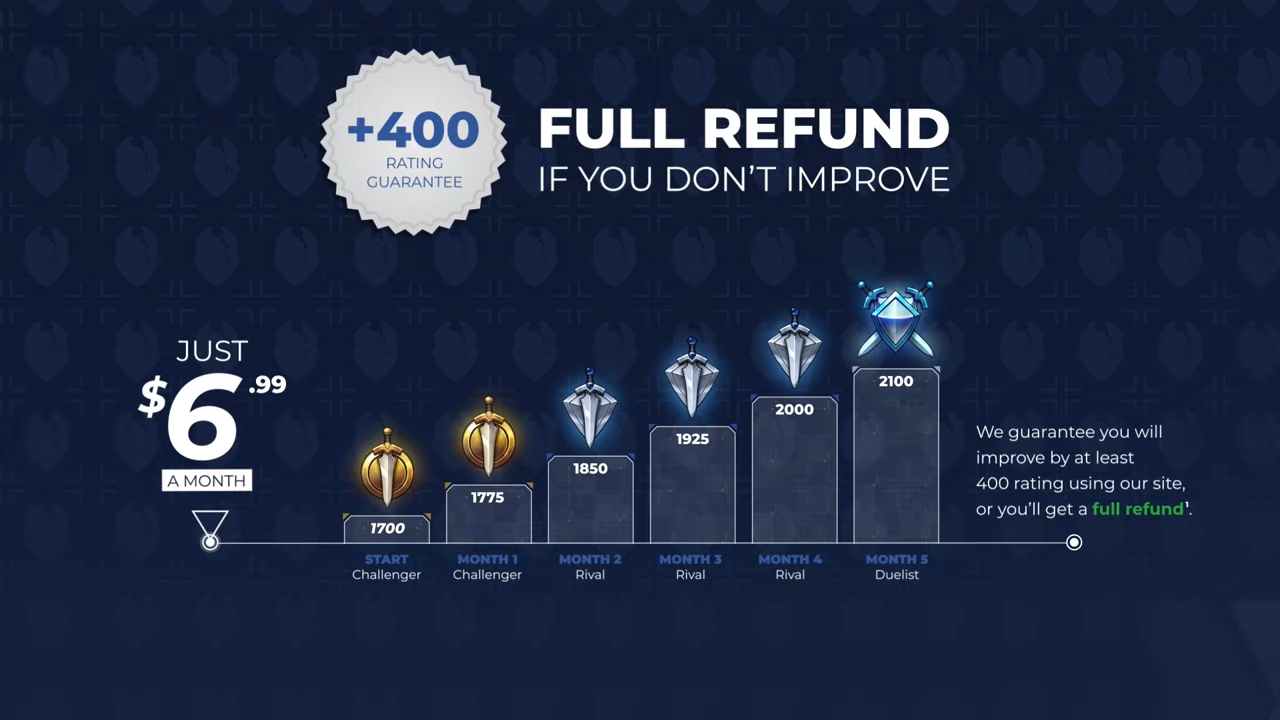 +400
RATING
GUARANTEE
FULL REFUND
IF YOU DON'T IMPROVE
JUST
$6.99
A MONTH
1700
1775
1850
1925
2000
2100
START
Challenger
MONTH 1
Challenger
MONTH 2
Rival
MONTH 3
Rival
MONTH 4
Rival
MONTH 5
Duelist
We guarantee you will
improve by at least
400 rating using our site,
or you'll get a full refund¹.